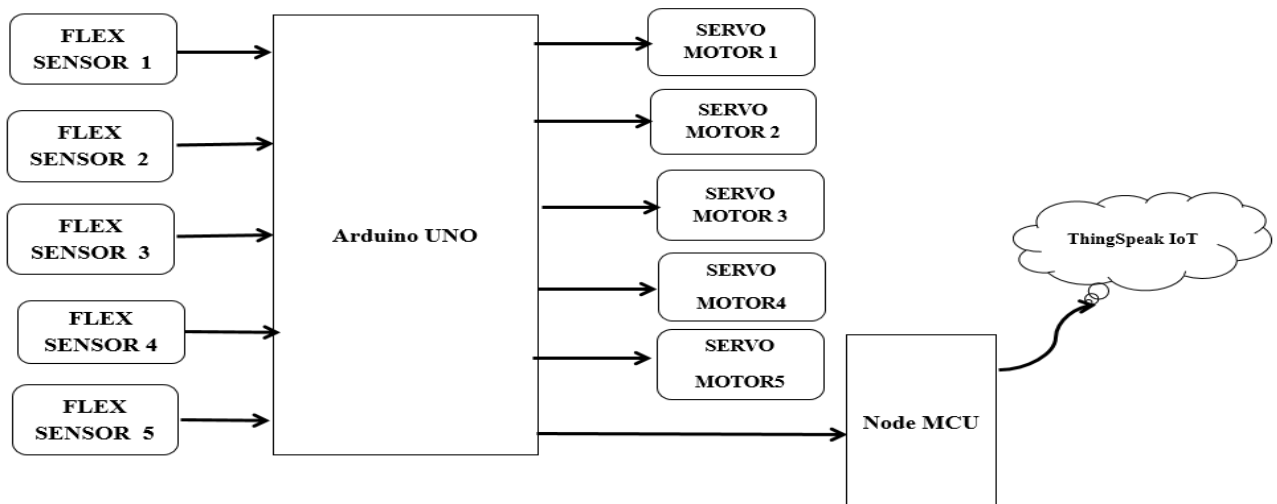 FLEX
SENSOR 1
FLEX
SENSOR 2
FLEX
SENSOR 3
FLEX
SENSOR 4
FLEX
SENSOR 5
Arduino UNO
SERVO
MOTOR 1
SERVO
MOTOR 2
SERVO
MOTOR 3
SERVO
MOTOR4
SERVO
MOTOR5
Node MCU
ThingSpeak IoT